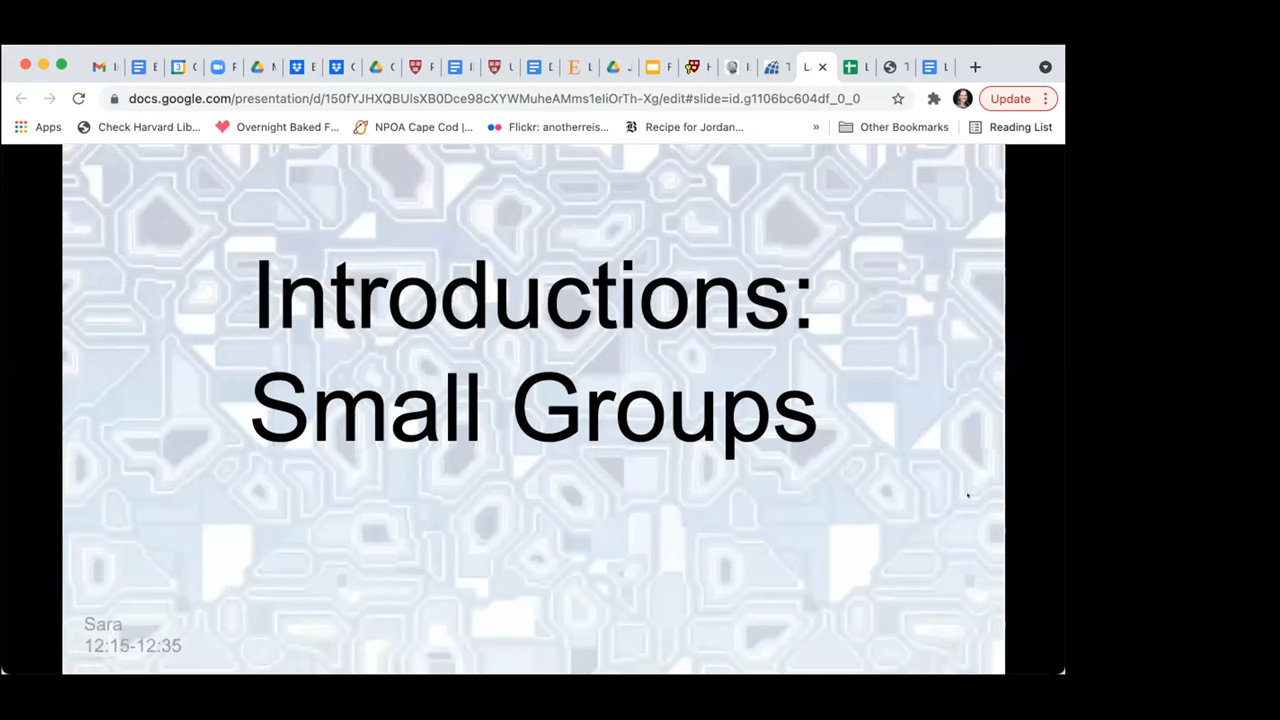 docs.google.com/presentation/d/150fYJHXQBUIsXB0Dce98cXYWMuheAMms1eIiOrTh-Xg/edit#slide=id.g1106bc604df_0_0
Update
Apps
Check Harvard Lib...
Overnight Baked F...
NPOA Cape Cod |...
Flickr: anotherreis...
Recipe for Jordan...
»
Other Bookmarks
Reading List
Introductions:
Small Groups
Sara
12:15-12:35